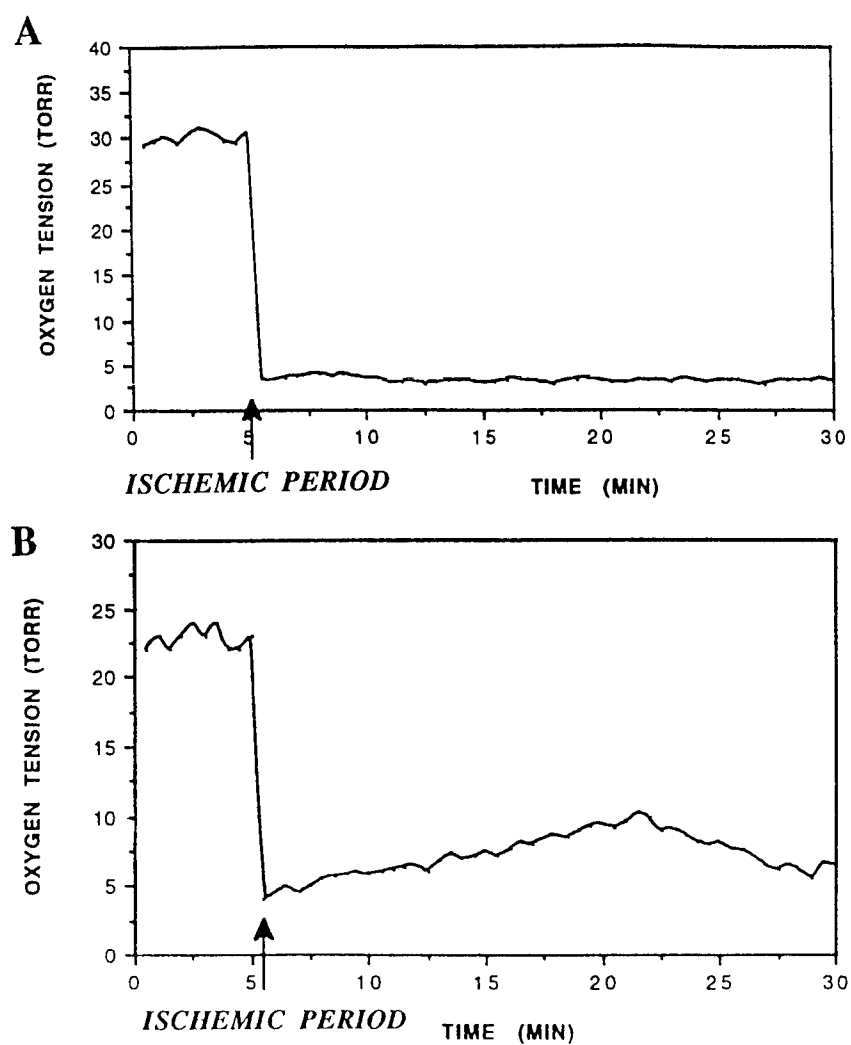 A
OXYGEN TENSION (TORR)
40
35
30
25
20
15
10
5
0
0 5 10 15 20 25 30
ISCHEMIC PERIOD TIME (MIN)
B
OXYGEN TENSION (TORR)
30
25
20
15
10
5
0
0 5 10 15 20 25 30
ISCHEMIC PERIOD TIME (MIN)